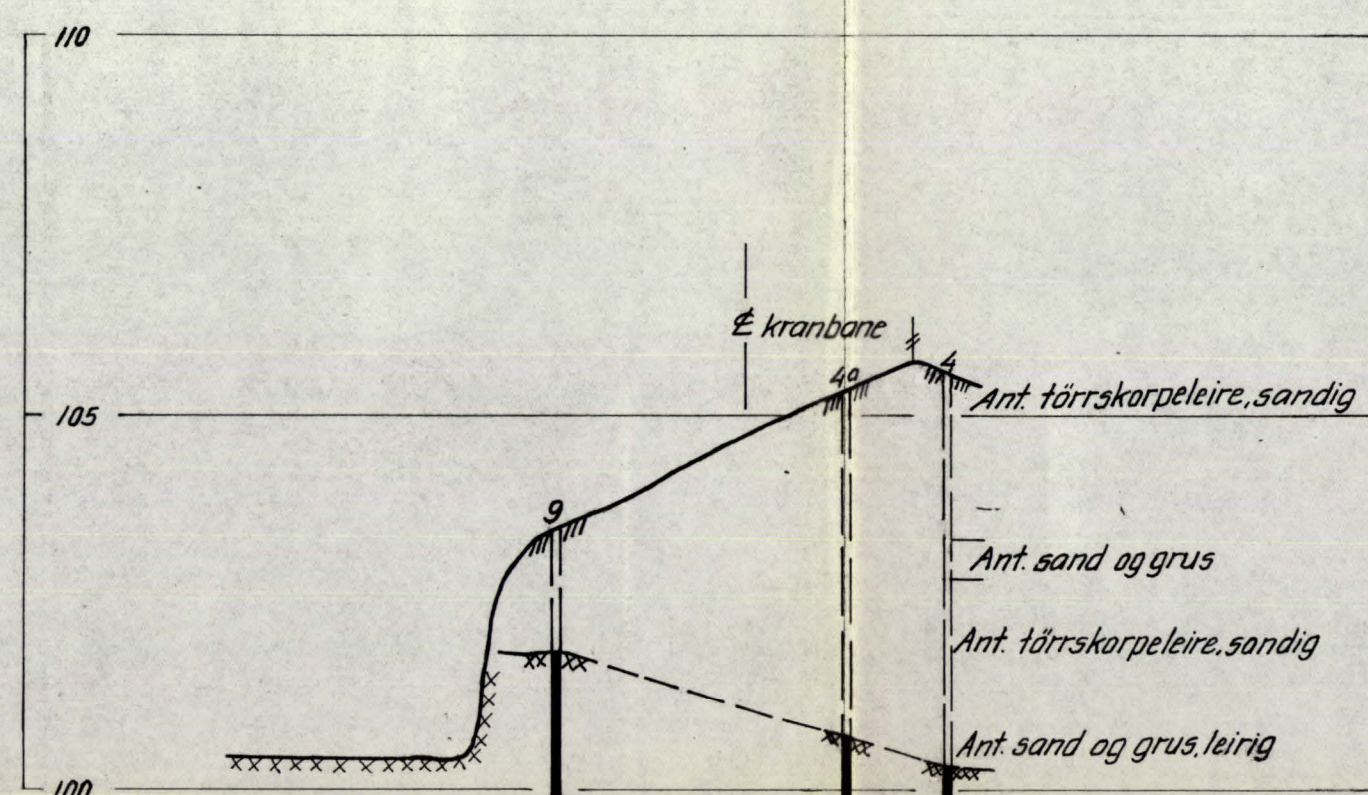 110
₠ kranbane
4
4a
Ant. törrskorpeleire, sandig
105
9
Ant. sand og grus
Ant. törrskorpeleire, sandig
Ant. sand og grus, leirig
100